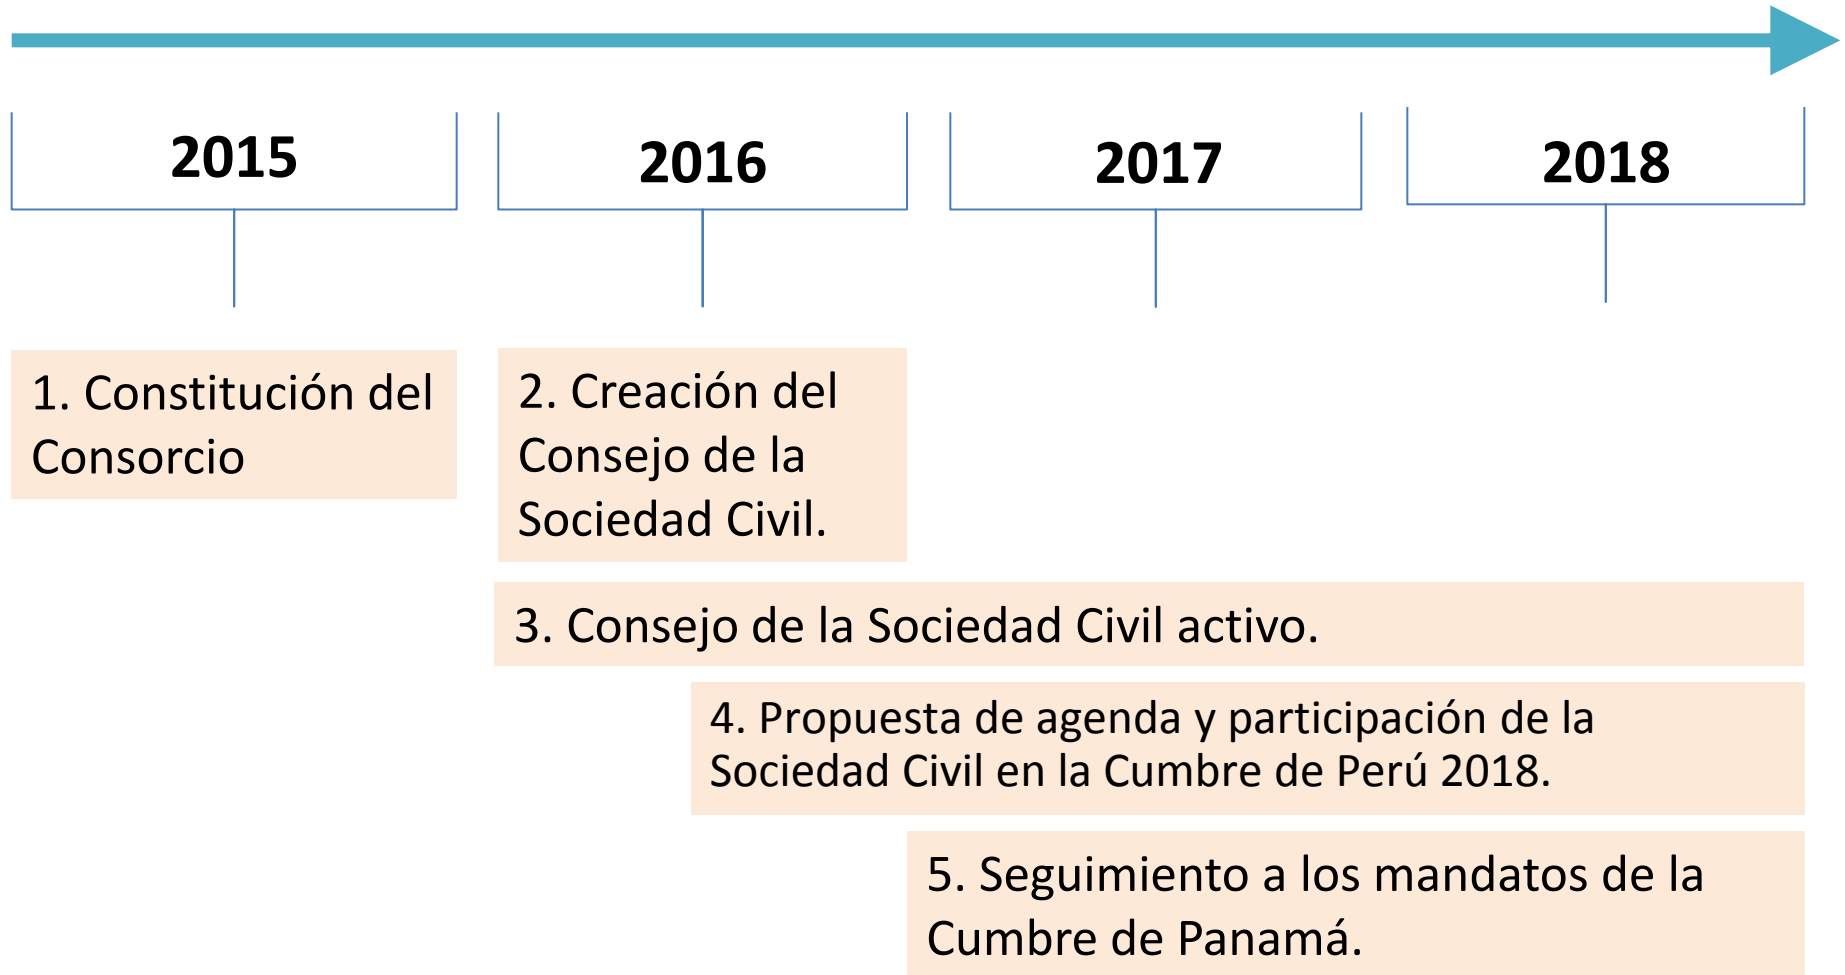 2015
2016
2017
2018
1. Constitución del
Consorcio
2. Creación del
Consejo de la
Sociedad Civil.
3. Consejo de la Sociedad Civil activo.
4. Propuesta de agenda y participación de la
Sociedad Civil en la Cumbre de Perú 2018.
5. Seguimiento a los mandatos de la
Cumbre de Panamá.